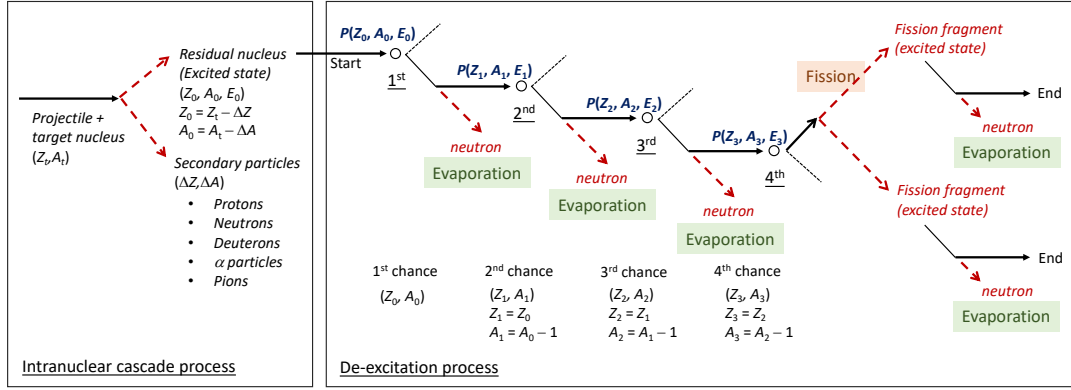 Projectile +
target nucleus
(Zₜ,Aₜ)
Residual nucleus
(Excited state)
(Z₀, A₀, E₀)
Z₀ = Zₜ – ΔZ
A₀ = Aₜ – ΔA
Secondary particles
(ΔZ,ΔA)
• Protons
• Neutrons
• Deuterons
• α particles
• Pions
Intranuclear cascade process
Start
P(Z₀, A₀, E₀)
1st
neutron
Evaporation
P(Z₁, A₁, E₁)
2nd
neutron
Evaporation
P(Z₂, A₂, E₂)
3rd
neutron
Evaporation
P(Z₃, A₃, E₃)
4th
Fission
Fission fragment
(excited state)
End
neutron
Evaporation
Fission fragment
(excited state)
End
neutron
Evaporation
1st chance
(Z₀, A₀)
2nd chance
(Z₁, A₁)
Z₁ = Z₀
A₁ = A₀ – 1
3rd chance
(Z₂, A₂)
Z₂ = Z₁
A₂ = A₁ – 1
4th chance
(Z₃, A₃)
Z₃ = Z₂
A₃ = A₂ – 1
De-excitation process